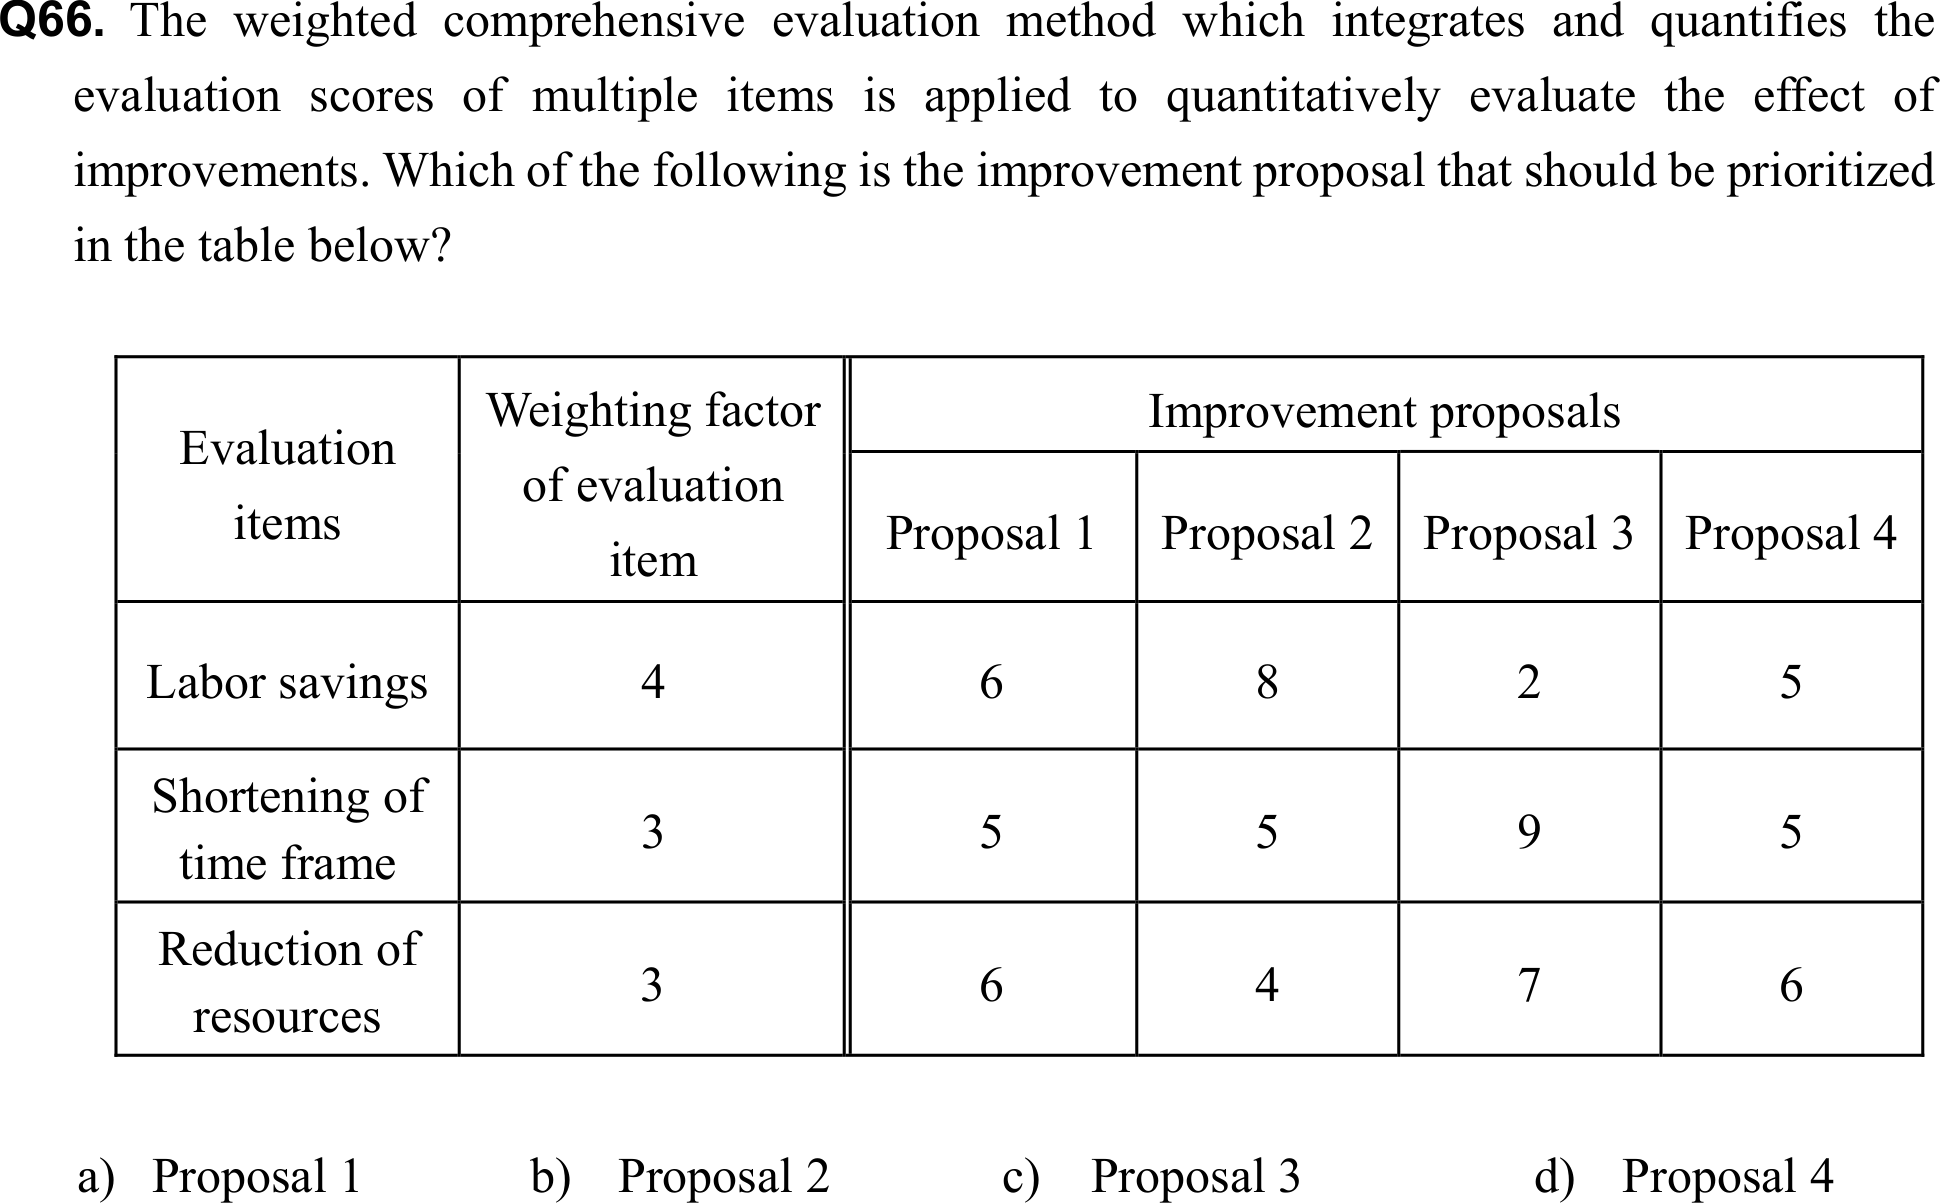 Q66. The weighted comprehensive evaluation method which integrates and quantifies the
evaluation scores of multiple items is applied to quantitatively evaluate the effect of
improvements. Which of the following is the improvement proposal that should be prioritized
in the table below?
Evaluation
items
Weighting factor
of evaluation
item
Improvement proposals
Proposal 1 Proposal 2 Proposal 3 Proposal 4
Labor savings 4 6 8 2 5
Shortening of
time frame
3 5 5 9 5
Reduction of
resources
3 6 4 7 6
a) Proposal 1 b) Proposal 2 c) Proposal 3 d) Proposal 4